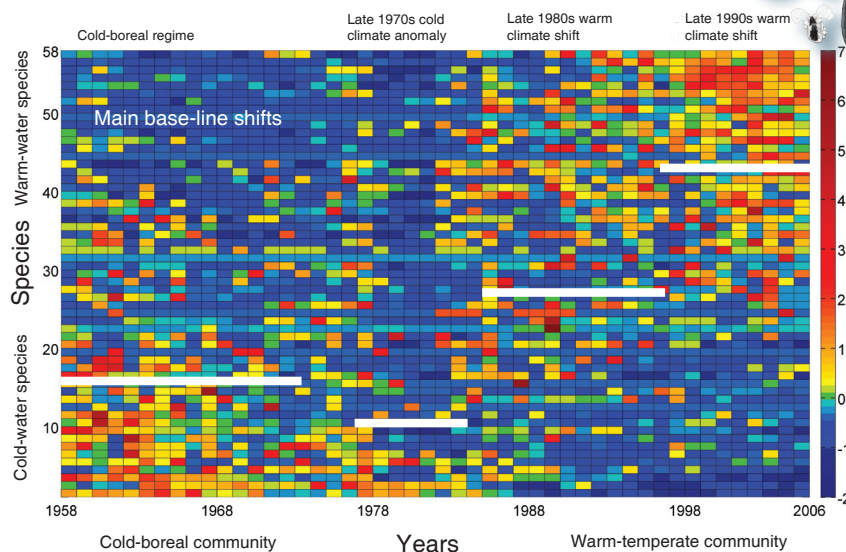 Cold-boreal regime
Late 1970s cold
climate anomaly
Late 1980s warm
climate shift
Late 1990s warm
climate shift
Main base-line shifts
Warm-water species
Species
Cold-water species
58
50
40
30
20
10
1958
1968
1978
1988
1998
2006
7
6
5
4
3
2
1
0
-1
-2
Cold-boreal community
Years
Warm-temperate community